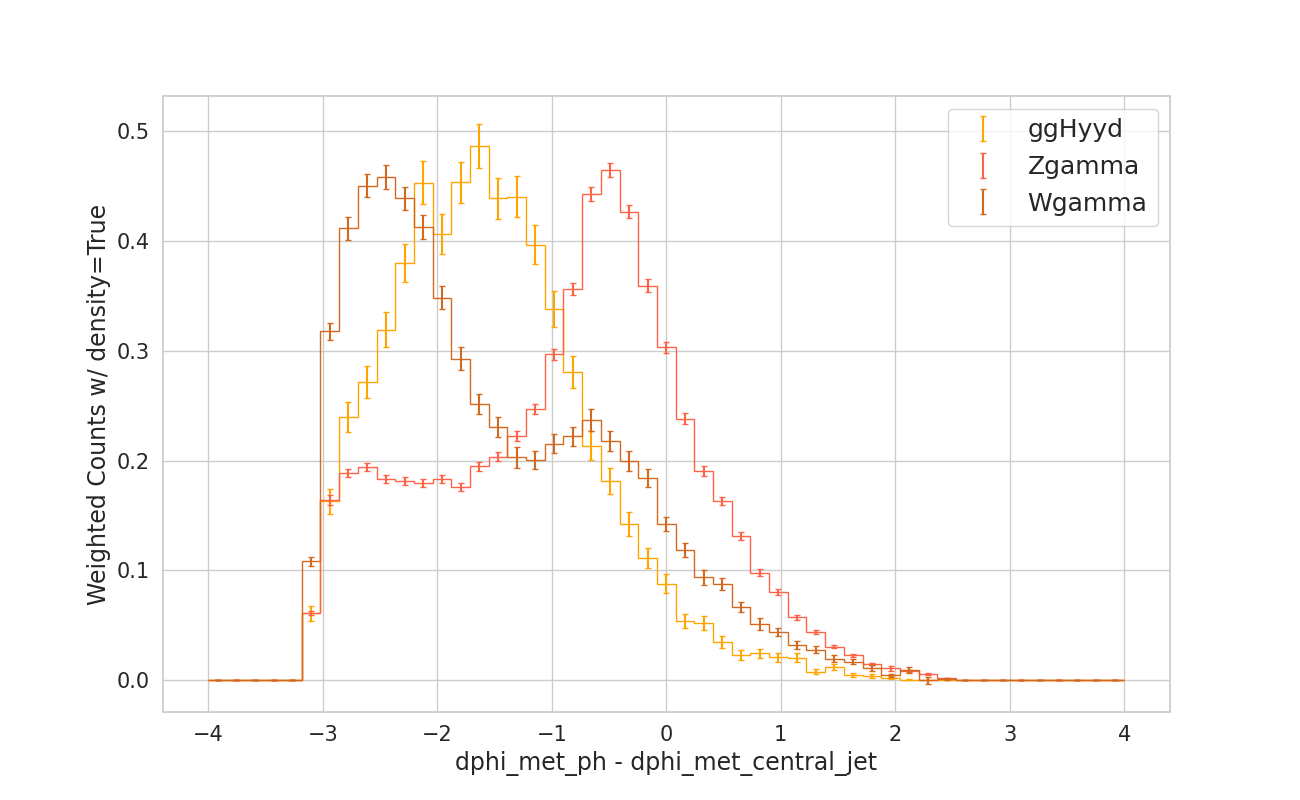 ggHyyd
Zgamma
Wgamma
Weighted Counts w/ density=True
0.5
0.4
0.3
0.2
0.1
0.0
−4 −3 −2 −1 0 1 2 3 4
dphi_met_ph - dphi_met_central_jet